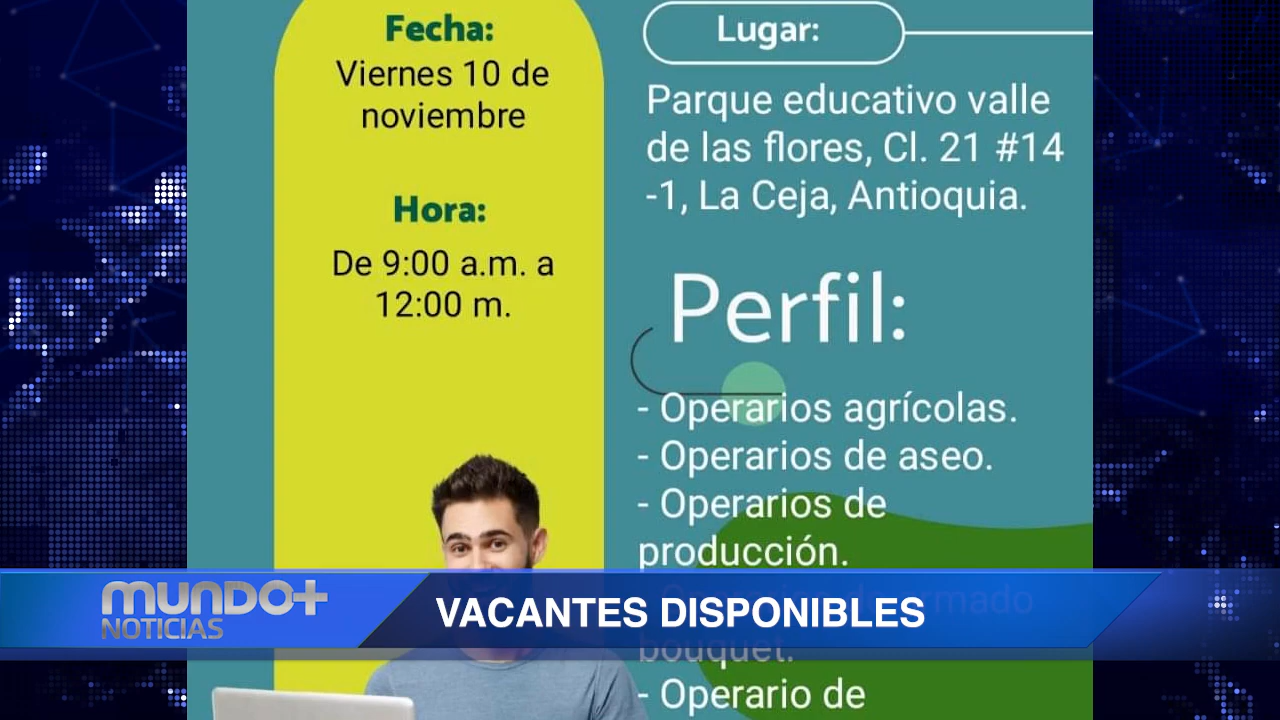 Fecha:
Viernes 10 de
noviembre
Hora:
De 9:00 a.m. a
12:00 m.
Lugar:
Parque educativo valle
de las flores, Cl. 21 #14
-1, La Ceja, Antioquia.
Perfil:
- Operarios agrícolas.
- Operarios de aseo.
- Operarios de
producción.
bouquet.
- Operario de
MUNDO+
NOTICIAS
VACANTES DISPONIBLES